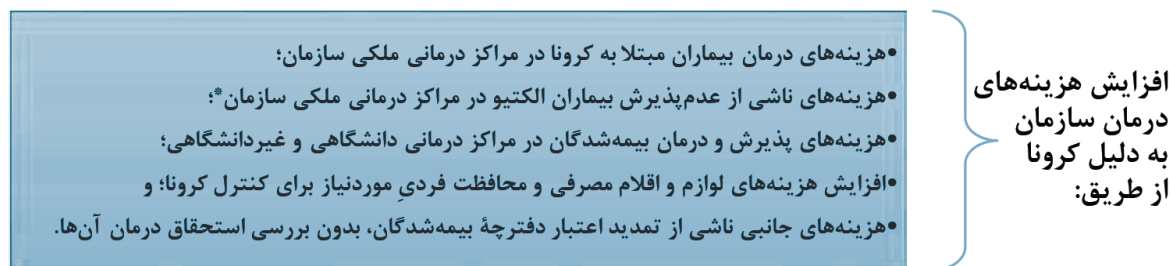 افزایش هزینه‌های
درمان سازمان
به دلیل کرونا
از طریق:
•هزینه‌های درمان بیماران مبتلا به کرونا در مراکز درمانی ملکی سازمان؛
•هزینه‌های ناشی از عدم‌پذیرش بیماران الکتیو در مراکز درمانی ملکی سازمان*؛
•هزینه‌های پذیرش و درمان بیمه‌شدگان در مراکز درمانی دانشگاهی و غیردانشگاهی؛
•افزایش هزینه‌های لوازم و اقلام مصرفی و محافظت فردیِ موردنیاز برای کنترل کرونا؛ و
•هزینه‌های جانبی ناشی از تمدید اعتبار دفترچهٔ بیمه‌شدگان، بدون بررسی استحقاق درمان آن‌ها.